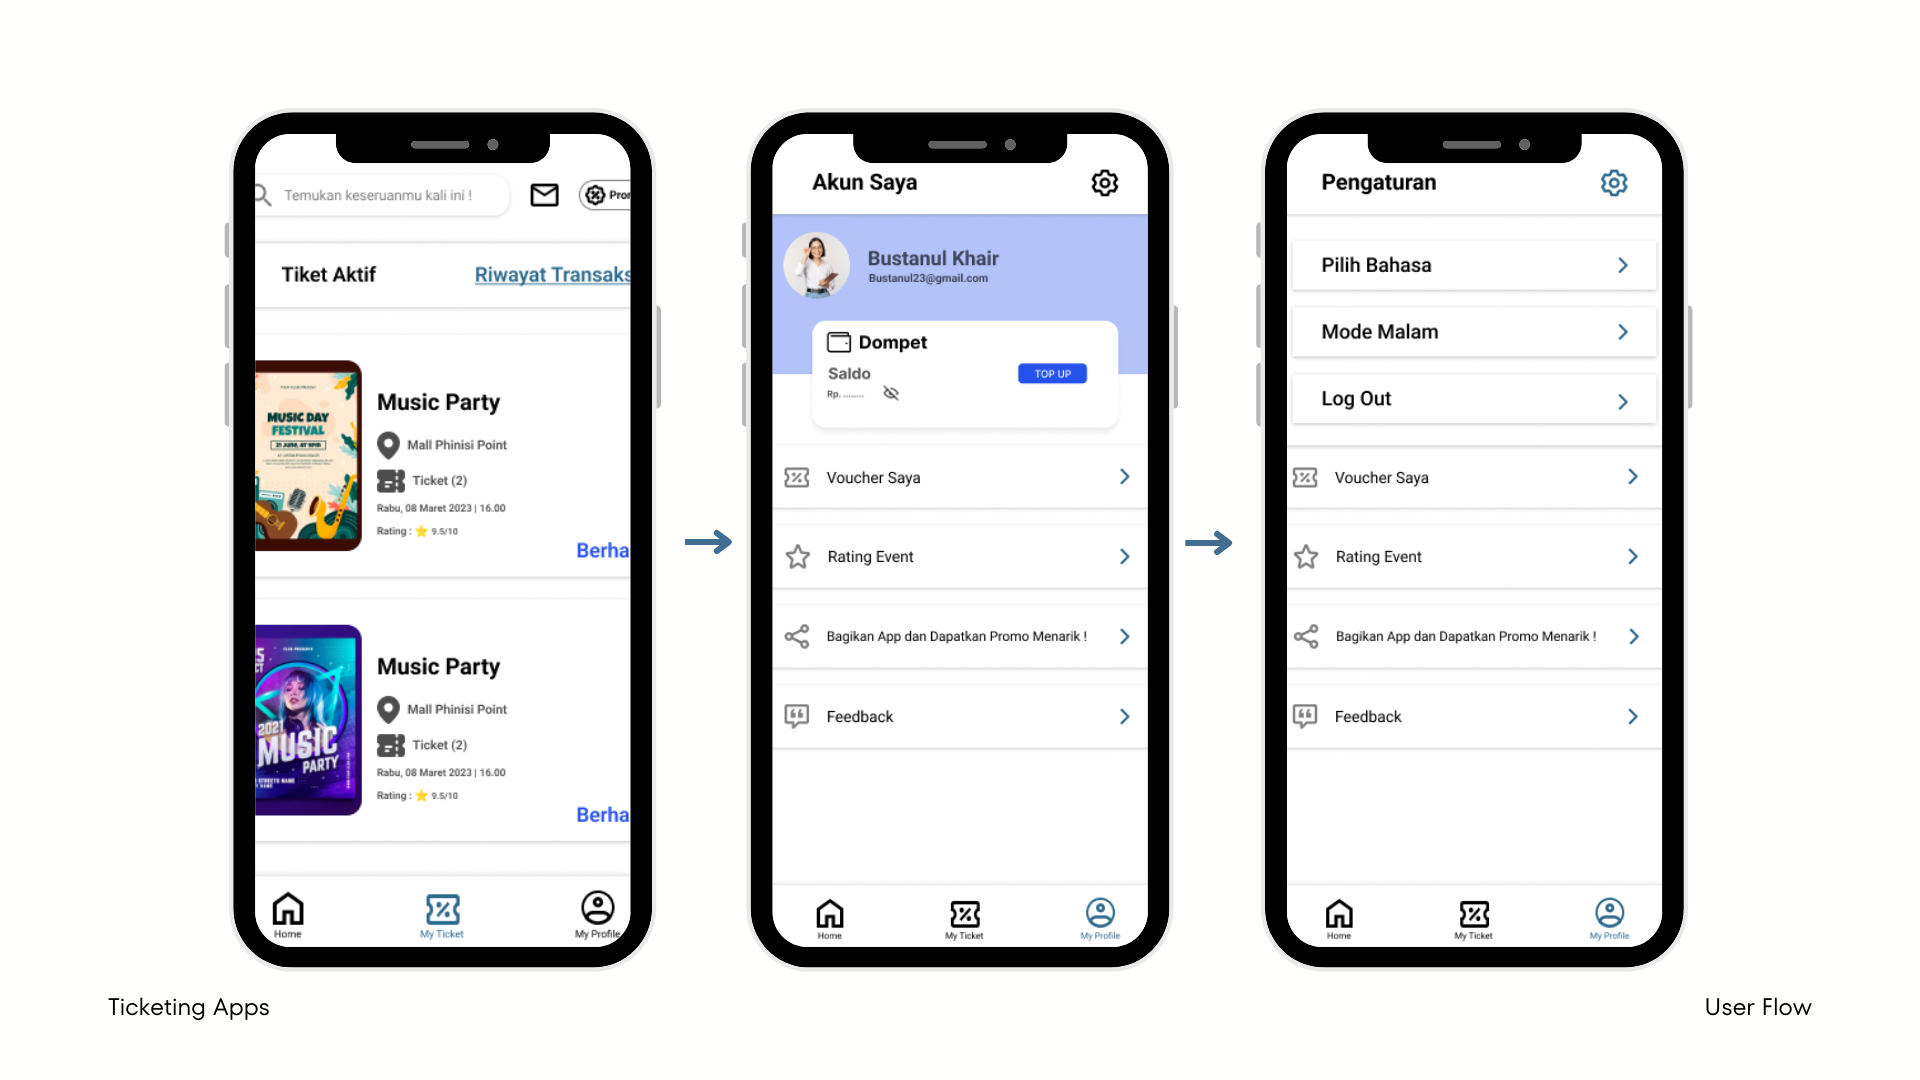 Temukan keseruanmu kali ini !
Pror
Tiket Aktif
Riwayat Transaks
MUSIC DAY
FESTIVAL
21 JUNE, AT 9PM
Music Party
Mall Phinisi Point
Ticket (2)
Rabu, 08 Maret 2023 | 16.00
Rating : 9.5/10
Berha
2021
MUSIC
PARTY
Music Party
Mall Phinisi Point
Ticket (2)
Rabu, 08 Maret 2023 | 16.00
Rating : 9.5/10
Berha
Home
My Ticket
My Profile
Akun Saya
Bustanul Khair
Bustanul23@gmail.com
Dompet
Saldo
TOP UP
Rp. ........
Voucher Saya
Rating Event
Bagikan App dan Dapatkan Promo Menarik !
Feedback
Home
My Ticket
My Profile
Pengaturan
Pilih Bahasa
Mode Malam
Log Out
Voucher Saya
Rating Event
Bagikan App dan Dapatkan Promo Menarik !
Feedback
Home
My Ticket
My Profile
Ticketing Apps
User Flow